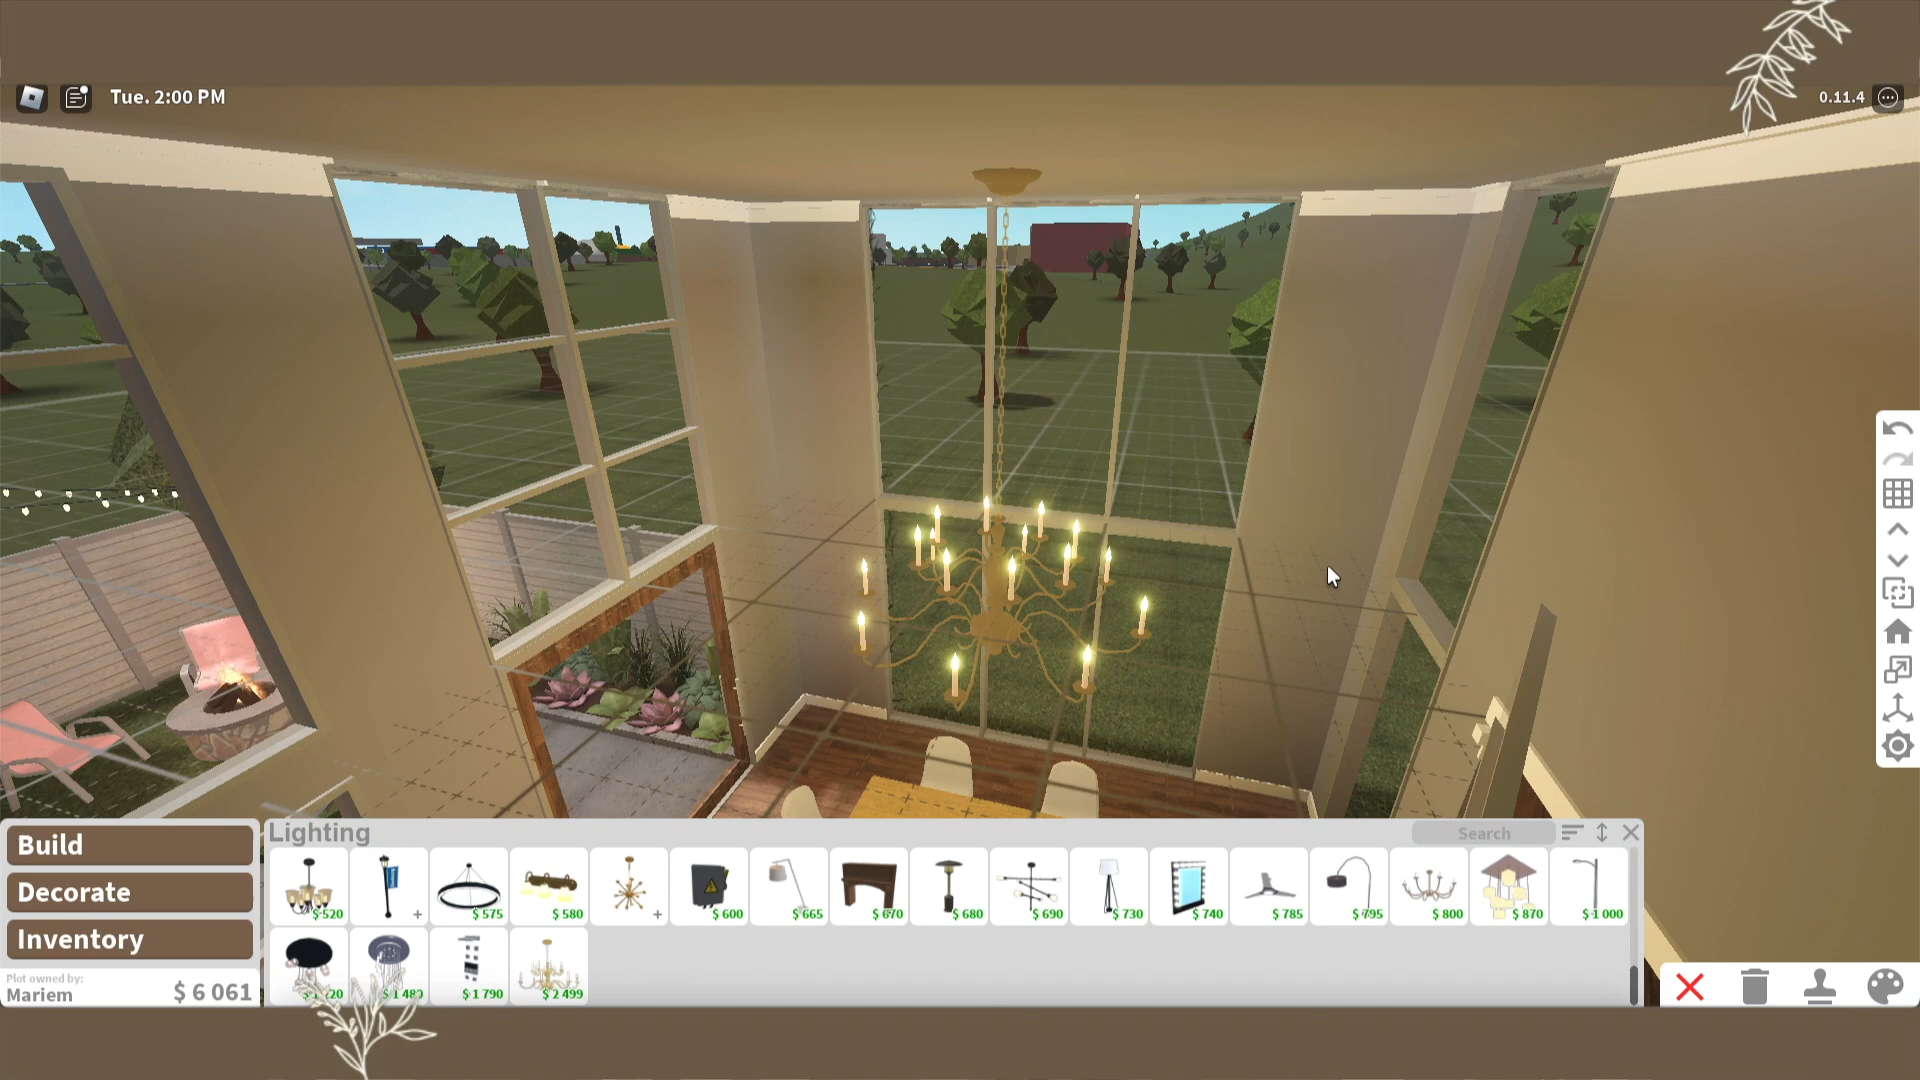 Tue. 2:00 PM
0.11.4
Build
Decorate
Inventory
Plot owned by:
Mariem
$ 6 061
Lighting
Search
$ 520
$ 575
$ 580
$ 600
$ 665
$ 670
$ 680
$ 690
$ 730
$ 740
$ 785
$ 795
$ 800
$ 870
$ 1 000
$ 1 480
$ 1 790
$ 2 499